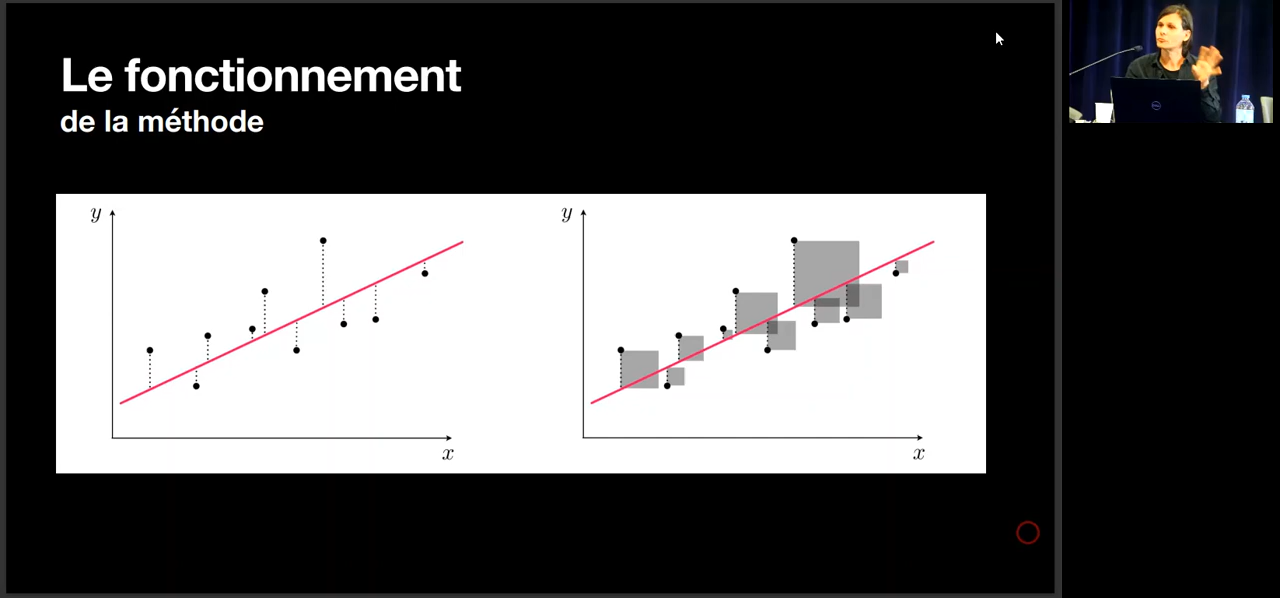 Le fonctionnement
de la méthode
y
x
y
x